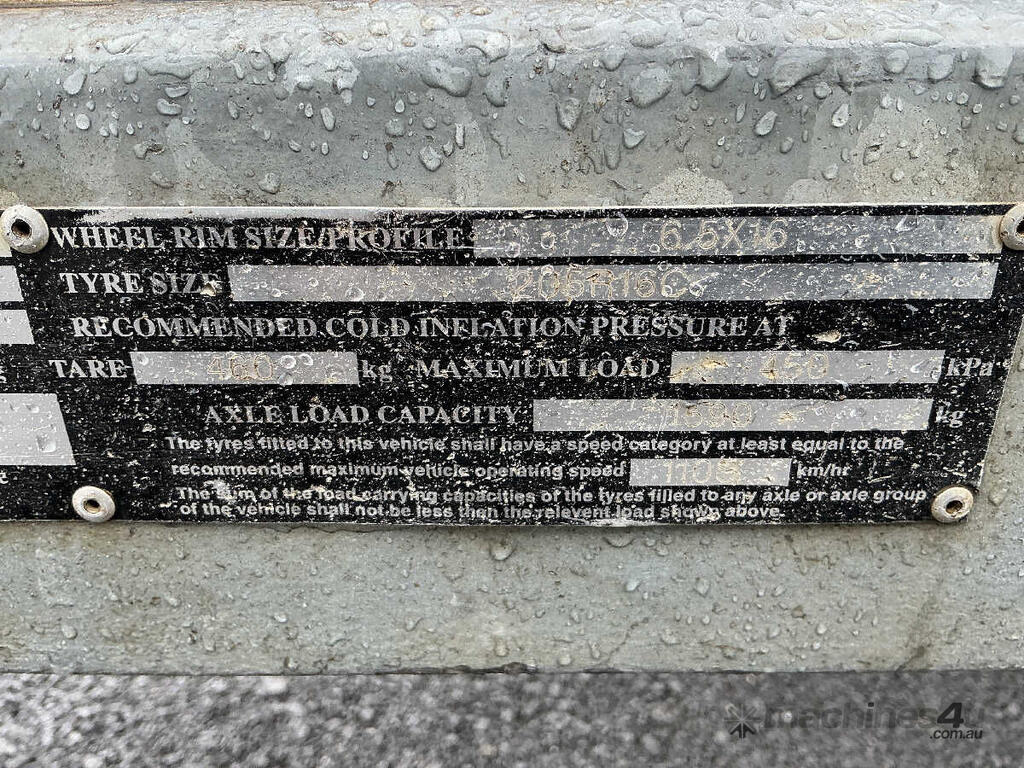 WHEEL RIM SIZE/PROFILE 6.5X16
TYRE SIZE 205R16C
RECOMMENDED COLD INFLATION PRESSURE AT
TARE kg MAXIMUM LOAD 450 kPa
AXLE LOAD CAPACITY kg
The tyres fitted to this vehicle shall have a speed category at least equal to the
recommended maximum vehicle operating speed km/hr
The sum of the load carrying capacities of the tyres filled to any axle or axle group
of the vehicle shall not be less then the relevent load shown above.
machines4u
.com.au